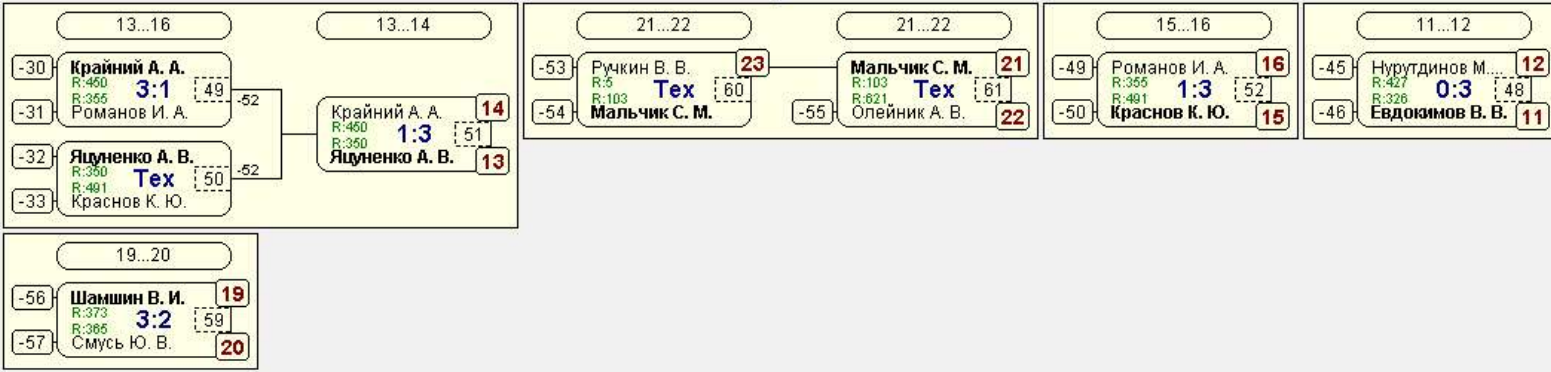 13...16
13...14
-30
Крайний А. А.
R:450
3:1
49
R:355
-31
Романов И. А.
-52
-32
Яцуненко А. В.
R:350
Тех
50
R:491
-33
Краснов К. Ю.
-52
Крайний А. А.
14
R:450
1:3
51
R:350
Яцуненко А. В.
13
21...22
21...22
-53
Ручкин В. В.
23
R:5
Тех
60
R:103
-54
Мальчик С. М.
Мальчик С. М.
21
R:103
Тех
61
R:621
-55
Олейник А. В.
22
15...16
-49
Романов И. А.
16
R:355
1:3
52
R:491
-50
Краснов К. Ю.
15
11...12
-45
Нурутдинов М....
12
R:427
0:3
48
R:326
-46
Евдокимов В. В.
11
19...20
-56
Шамшин В. И.
19
R:373
3:2
59
R:365
-57
Смусь Ю. В.
20